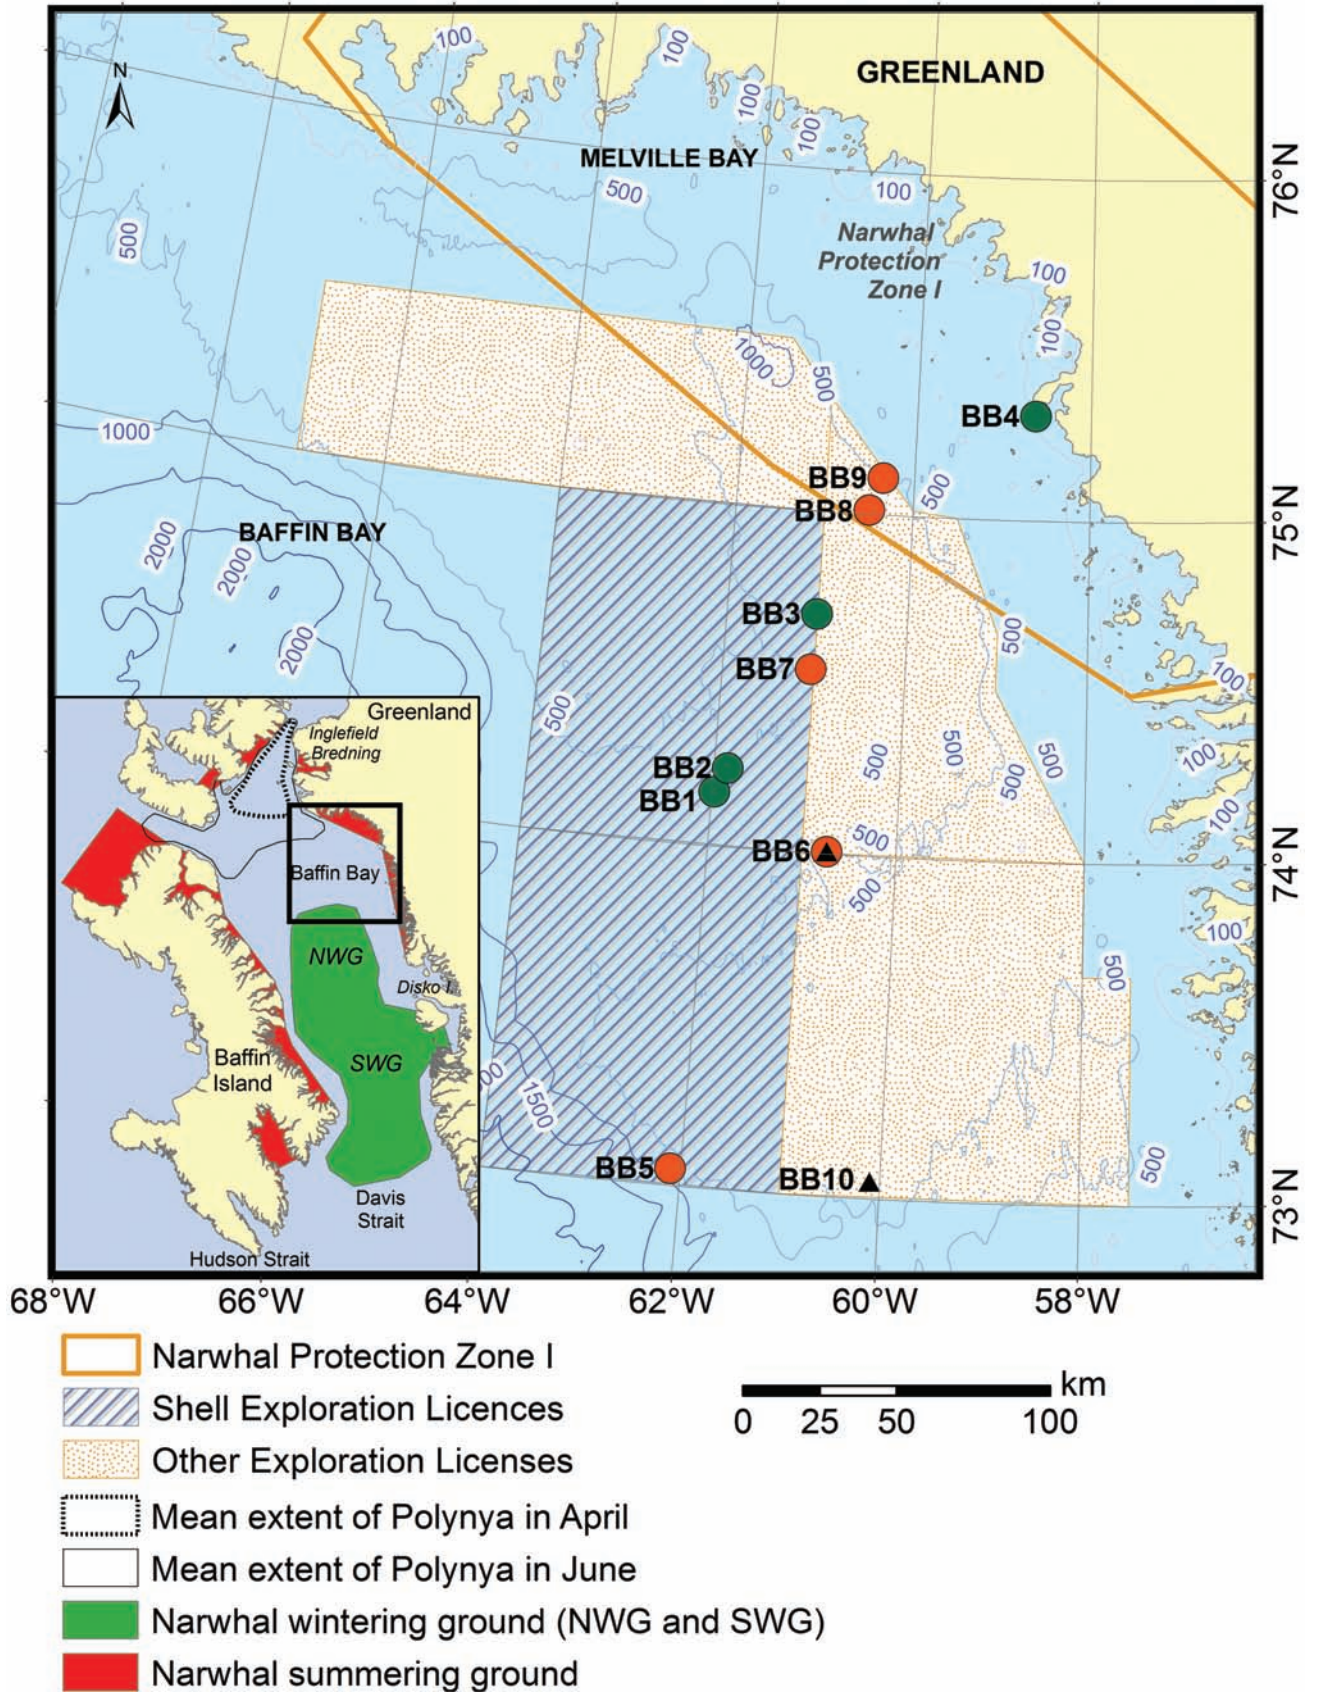 N
100
100
GREENLAND
100
100
MELVILLE BAY
500
100
76°N
500
Narwhal
Protection
Zone I
100
100
1000
500
BB4
1000
BB9
500
BB8
75°N
2000
BAFFIN BAY
2000
BB3
500
2000
BB7
100
500
500
500
500
500
100
BB2
BB1
100
500
BB6
74°N
500
100
500
1500
BB5
BB10
500
73°N
Greenland
Inglefield
Bredning
Baffin Bay
NWG
Disko I.
SWG
Baffin
Island
Davis
Strait
Hudson Strait
68°W
66°W
64°W
62°W
60°W
58°W
Narwhal Protection Zone I
Shell Exploration Licences
Other Exploration Licenses
Mean extent of Polynya in April
Mean extent of Polynya in June
Narwhal wintering ground (NWG and SWG)
Narwhal summering ground
km
0 25 50 100